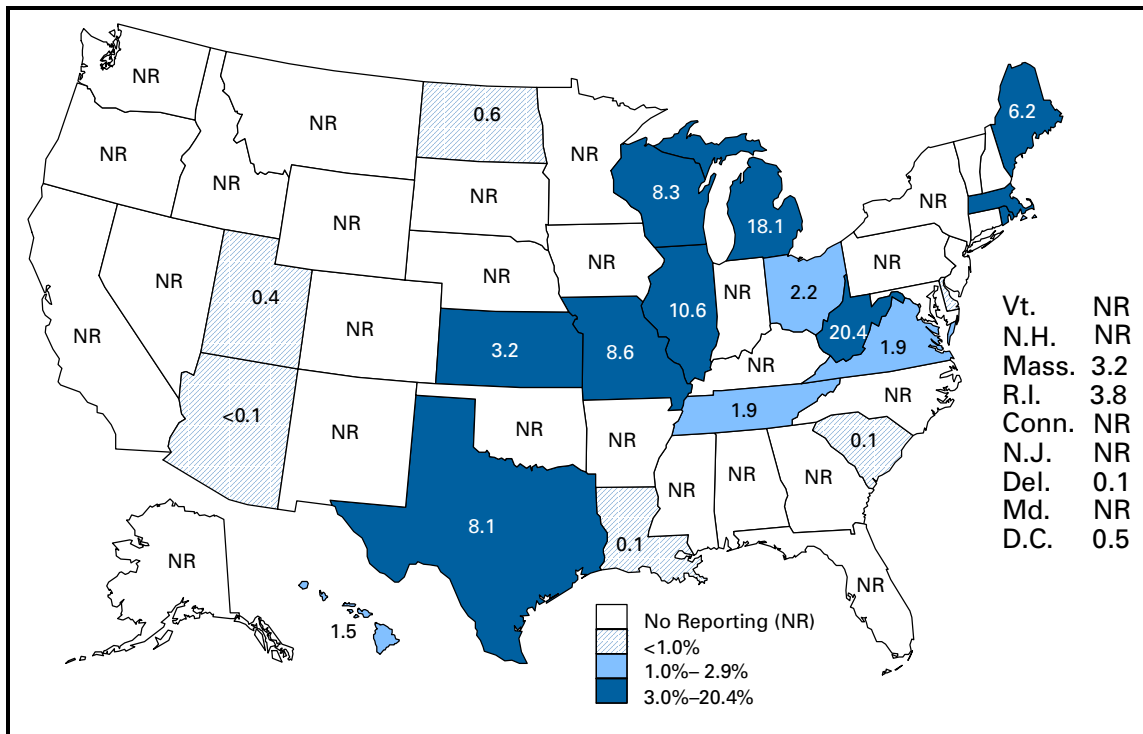 NR
NR
0.6
NR
6.2
NR
NR
8.3
NR
NR
NR
18.1
NR
NR
NR
NR
0.4
NR
NR
10.6
NR
2.2
20.4
NR
NR
3.2
8.6
NR
1.9
<0.1
NR
NR
NR
1.9
NR
0.1
NR
NR
NR
8.1
0.1
NR
NR
1.5
Vt. NR
N.H. NR
Mass. 3.2
R.I. 3.8
Conn. NR
N.J. NR
Del. 0.1
Md. NR
D.C. 0.5
No Reporting (NR)
<1.0%
1.0%– 2.9%
3.0%–20.4%